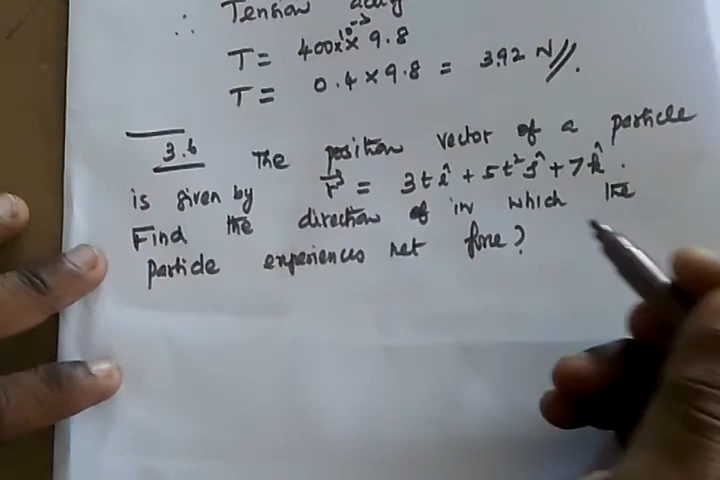 ∴ Tension
T = 400×10⁻³ × 9.8
T = 0.4 × 9.8 = 3.92 N//.
3.6 The position vector of a particle
is given by r⃗ = 3t î + 5t² ĵ + 7 k̂.
Find the direction of in which the
particle experiences net force?